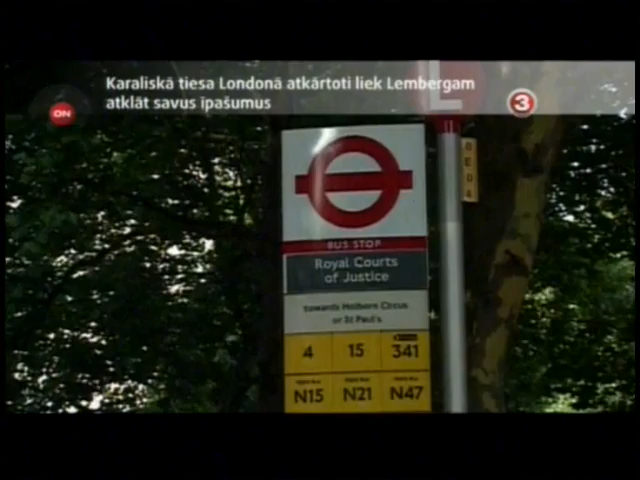 Karaliskā tiesa Londonā atkārtoti liek Lembergam
atklāt savus īpašumus
ON
3
L
BUS STOP
Royal Courts
of Justice
towards Holborn Circus
or St Paul's
4 15 341
N15 N21 N47